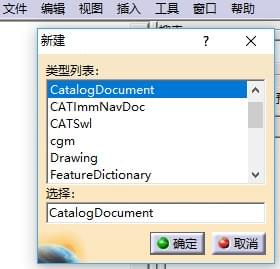 文件 编辑 视图 插入 工具 窗口 帮助
新建
?
×
类型列表:
CatalogDocument
CATImmNavDoc
CATSwl
cgm
Drawing
FeatureDictionary
选择:
CatalogDocument
确定 取消